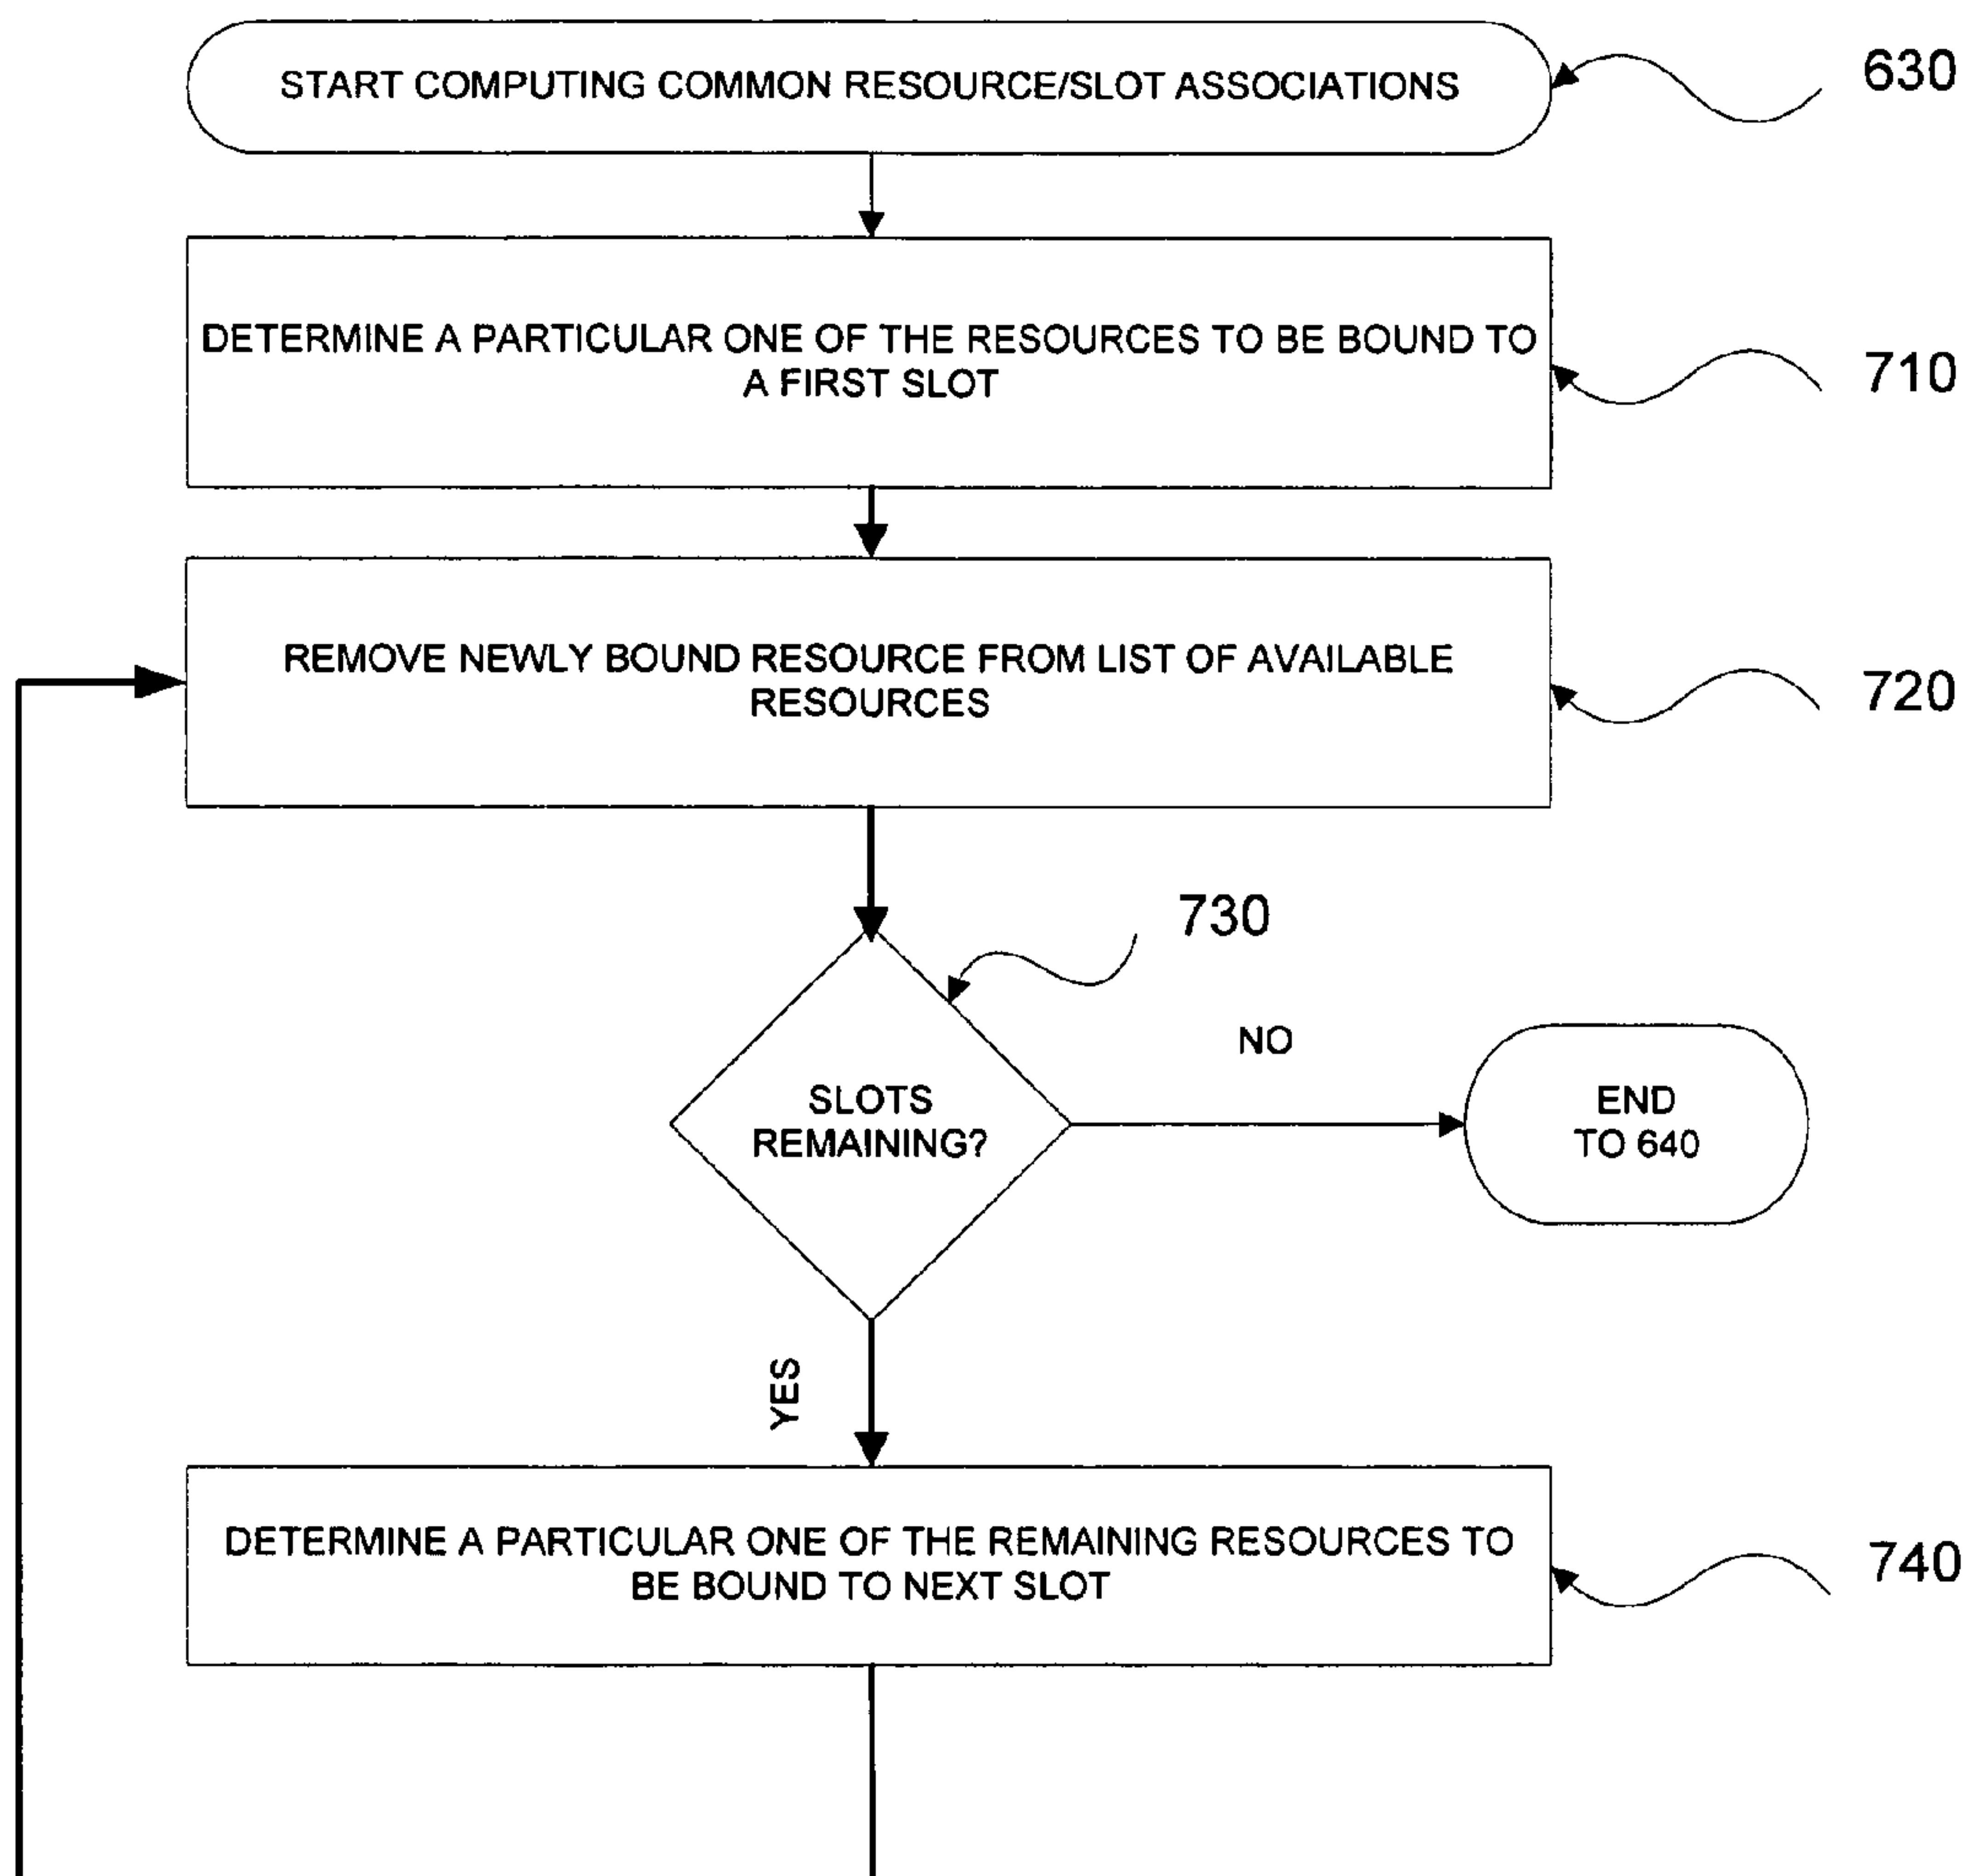 START COMPUTING COMMON RESOURCE/SLOT ASSOCIATIONS
630
DETERMINE A PARTICULAR ONE OF THE RESOURCES TO BE BOUND TO
A FIRST SLOT
710
REMOVE NEWLY BOUND RESOURCE FROM LIST OF AVAILABLE
RESOURCES
720
730
SLOTS
REMAINING?
NO
END
TO 640
YES
DETERMINE A PARTICULAR ONE OF THE REMAINING RESOURCES TO
BE BOUND TO NEXT SLOT
740